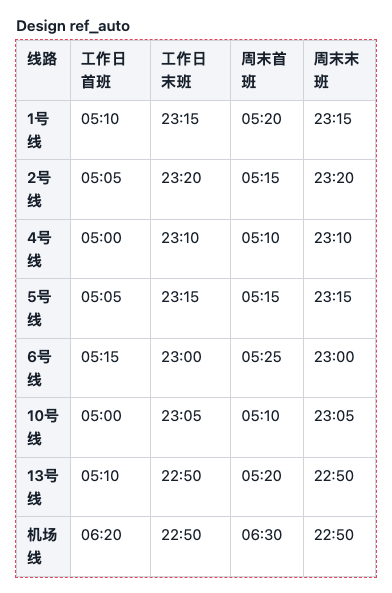 Design ref_auto
线路 工作日首班 工作日末班 周末首班 周末末班
1号线 05:10 23:15 05:20 23:15
2号线 05:05 23:20 05:15 23:20
4号线 05:00 23:10 05:10 23:10
5号线 05:05 23:15 05:15 23:15
6号线 05:15 23:00 05:25 23:00
10号线 05:00 23:05 05:10 23:05
13号线 05:10 22:50 05:20 22:50
机场线 06:20 22:50 06:30 22:50